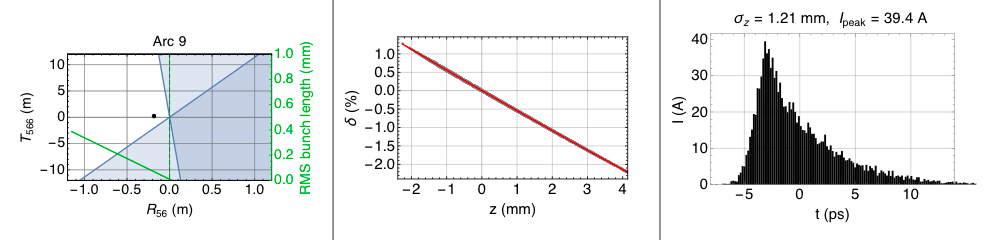 Arc 9
T566 (m)
10
5
0
−5
−10
−1.0 −0.5 0.0 0.5 1.0
R56 (m)
1.0
0.8
0.6
0.4
0.2
0.0
RMS bunch length (mm)
δ (%)
1.0
0.5
0.0
−0.5
−1.0
−1.5
−2.0
−2 −1 0 1 2 3 4
z (mm)
σz = 1.21 mm, Ipeak = 39.4 A
I (A)
40
30
20
10
0
−5 0 5 10
t (ps)